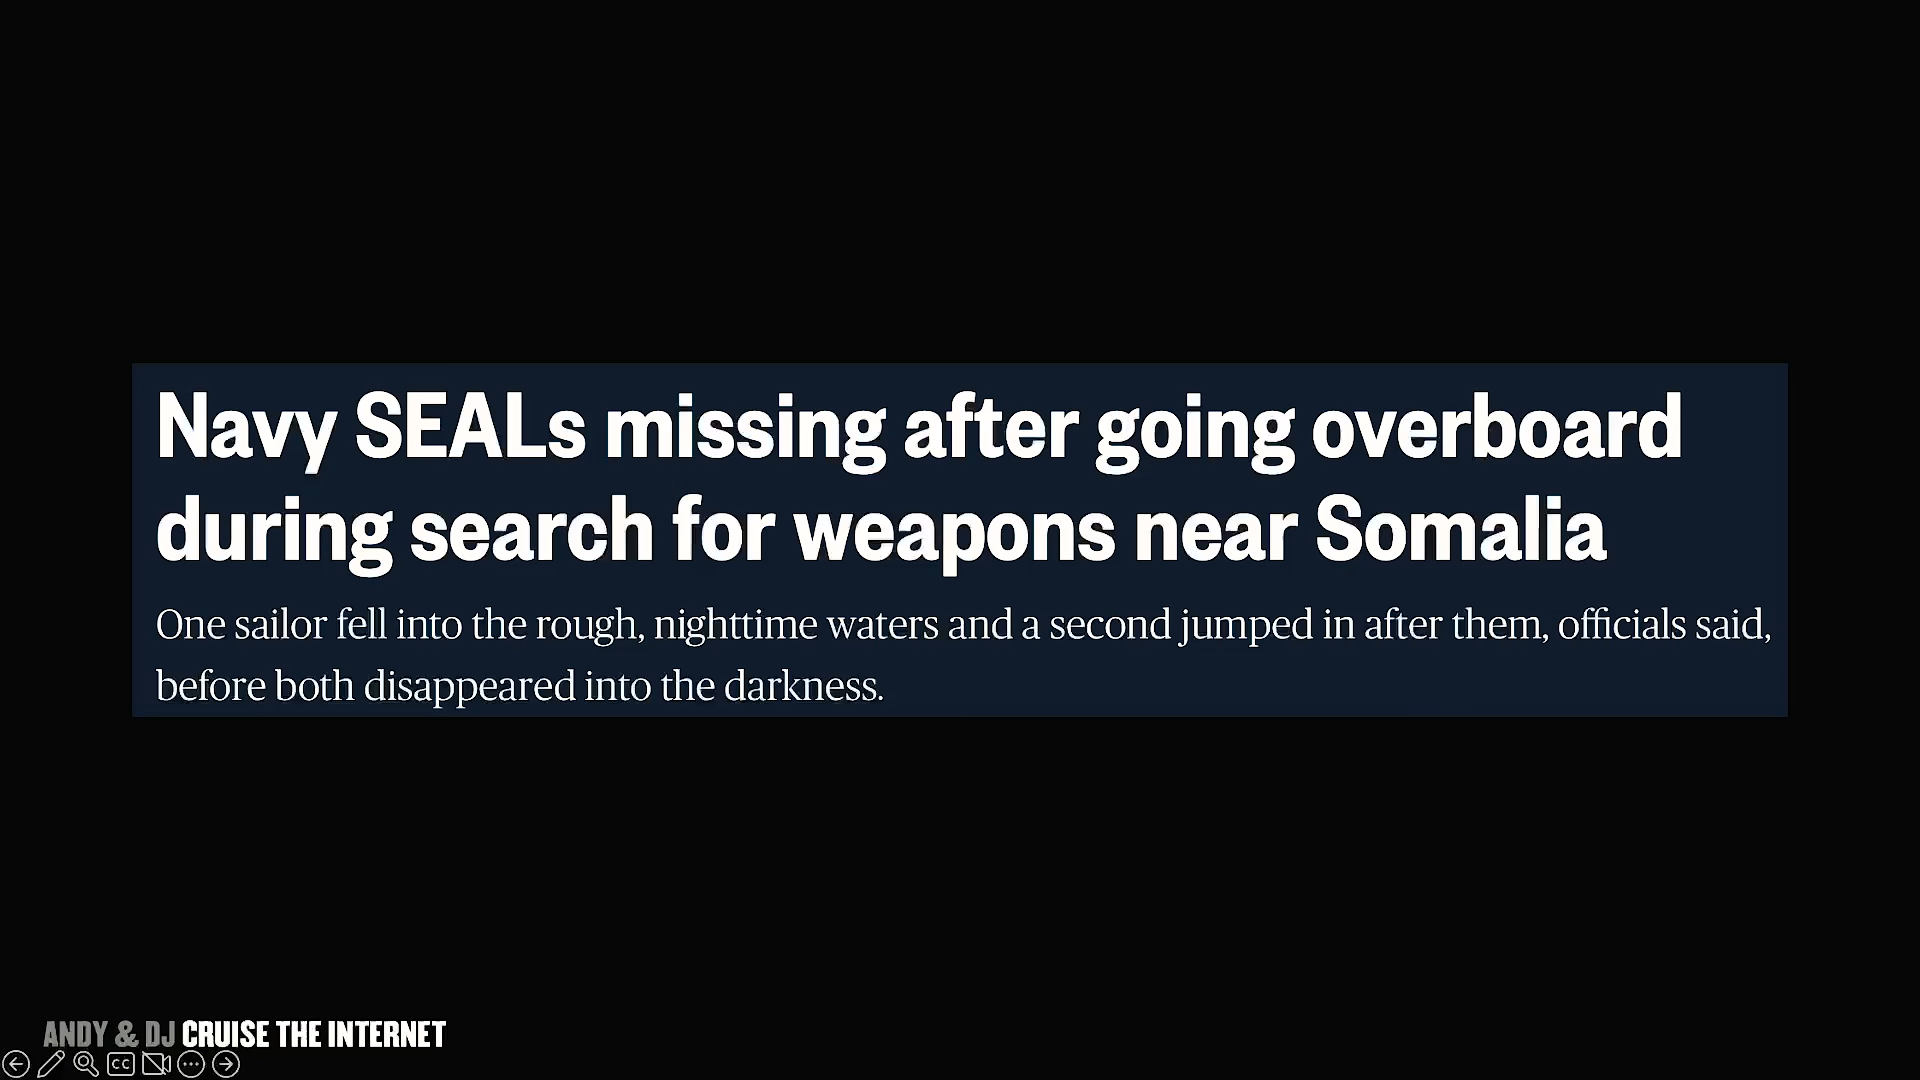 Navy SEALs missing after going overboard
during search for weapons near Somalia
One sailor fell into the rough, nighttime waters and a second jumped in after them, officials said,
before both disappeared into the darkness.
ANDY & DJ CRUISE THE INTERNET
CC